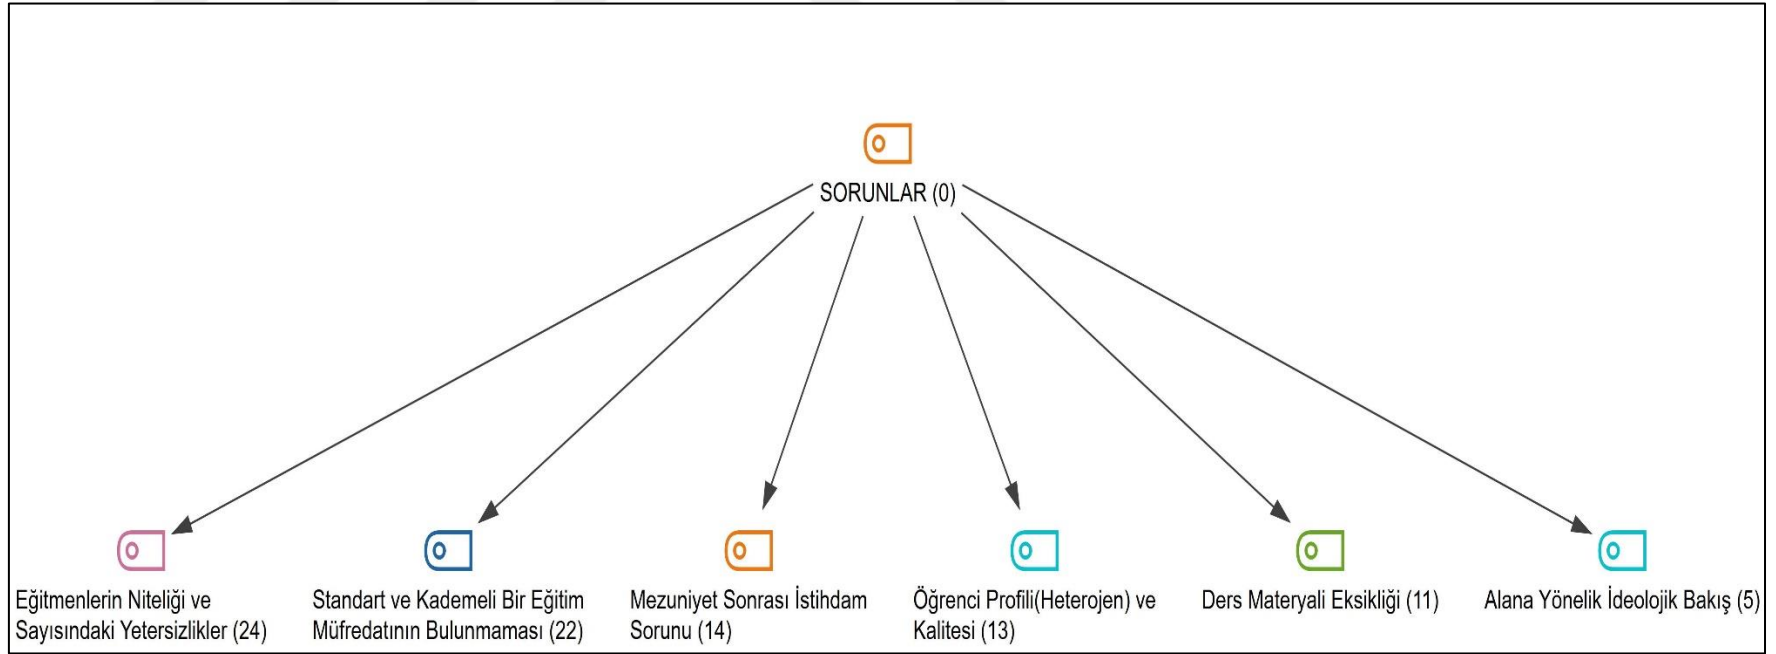 SORUNLAR (0)
Eğitmenlerin Niteliği ve
Sayısındaki Yetersizlikler (24)
Standart ve Kademeli Bir Eğitim
Müfredatının Bulunmaması (22)
Mezuniyet Sonrası İstihdam
Sorunu (14)
Öğrenci Profili(Heterojen) ve
Kalitesi (13)
Ders Materyali Eksikliği (11)
Alana Yönelik İdeolojik Bakış (5)